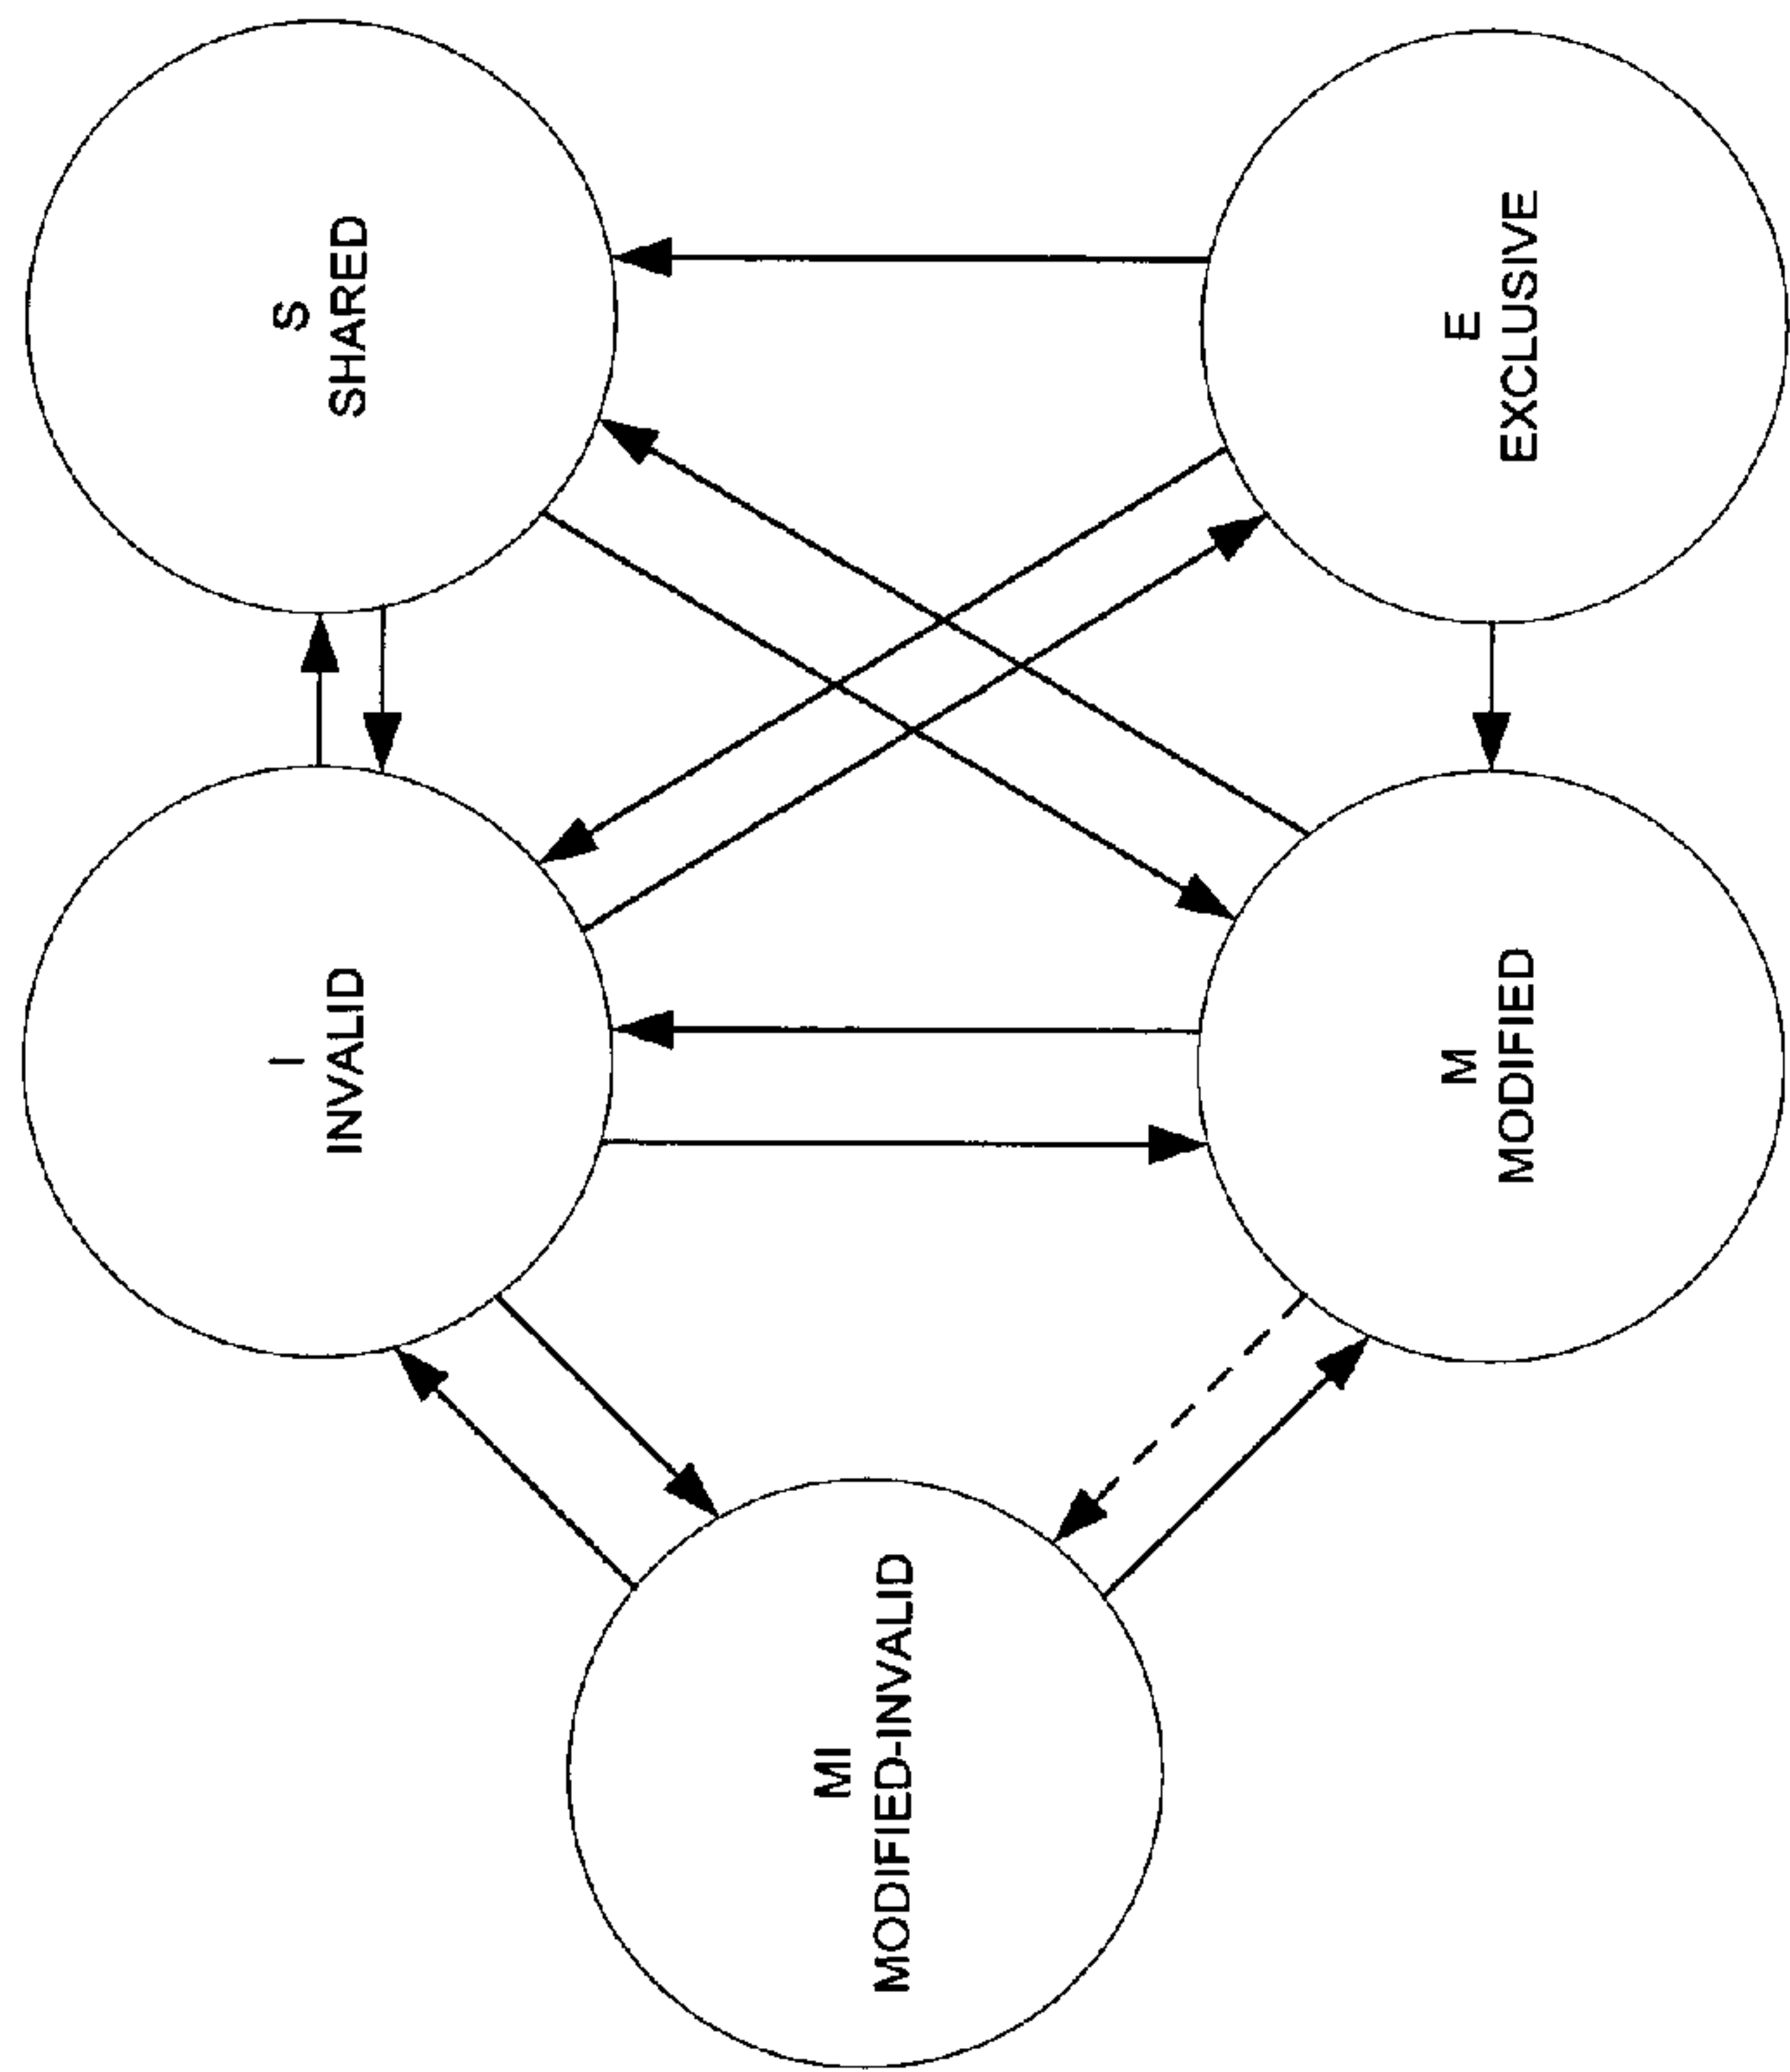 MI
MODIFIED-INVALID
I
INVALID
S
SHARED
M
MODIFIED
E
EXCLUSIVE